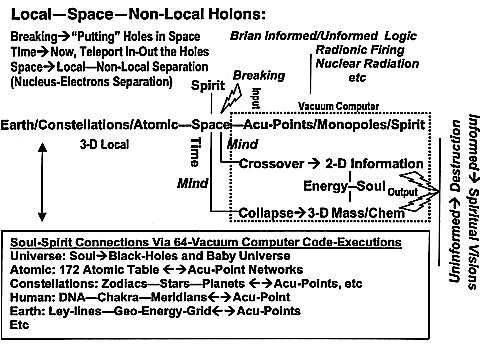 Local—Space—Non-Local Holons:
Breaking→"Putting" Holes in Space
Time→Now, Teleport In-Out the Holes
Space→Local—Non-Local Separation
(Nucleus-Electrons Separation)
Brian Informed/Unformed Logic
Radionic Firing
Nuclear Radiation
etc
Breaking
Spirit
Input
Vacuum Computer
Earth/Constellations/Atomic—Space—Acu-Points/Monopoles/Spirit
3-D Local
Time
Mind
Mind
Crossover→2-D Information
Energy—Soul
Output
Collapse→3-D Mass/Chem
Uninformed→Destruction
Informed→Spiritual Visions
Soul-Spirit Connections Via 64-Vacuum Computer Code-Executions
Universe: Soul→Black-Holes and Baby Universe
Atomic: 172 Atomic Table←→Acu-Point Networks
Constellations: Zodiacs—Stars—Planets←→Acu-Points, etc
Human: DNA—Chakra—Meridians←→Acu-Point
Earth: Ley-lines—Geo-Energy-Grid←→Acu-Points
Etc